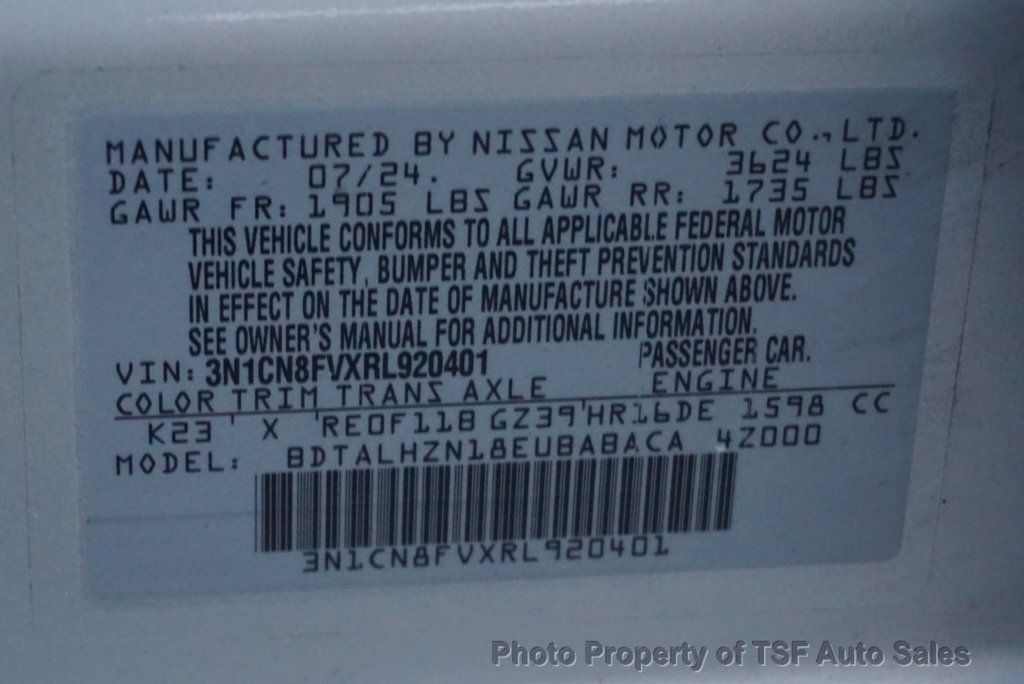 MANUFACTURED BY NISSAN MOTOR CO., LTD.
DATE: 07/24. GVWR: 3624 LBS
GAWR FR: 1905 LBS GAWR RR: 1735 LBS
THIS VEHICLE CONFORMS TO ALL APPLICABLE FEDERAL MOTOR
VEHICLE SAFETY, BUMPER AND THEFT PREVENTION STANDARDS
IN EFFECT ON THE DATE OF MANUFACTURE SHOWN ABOVE.
SEE OWNER'S MANUAL FOR ADDITIONAL INFORMATION.
VIN: 3N1CN8FVXRL920401 PASSENGER CAR.
COLOR TRIM TRANS AXLE ENGINE
K23 ' X ' RE0F11B GZ39 ' HR16DE 1598 CC
MODEL: BDTALHZN18EUBABACA 4Z000
3N1CN8FVXRL920401
Photo Property of TSF Auto Sales